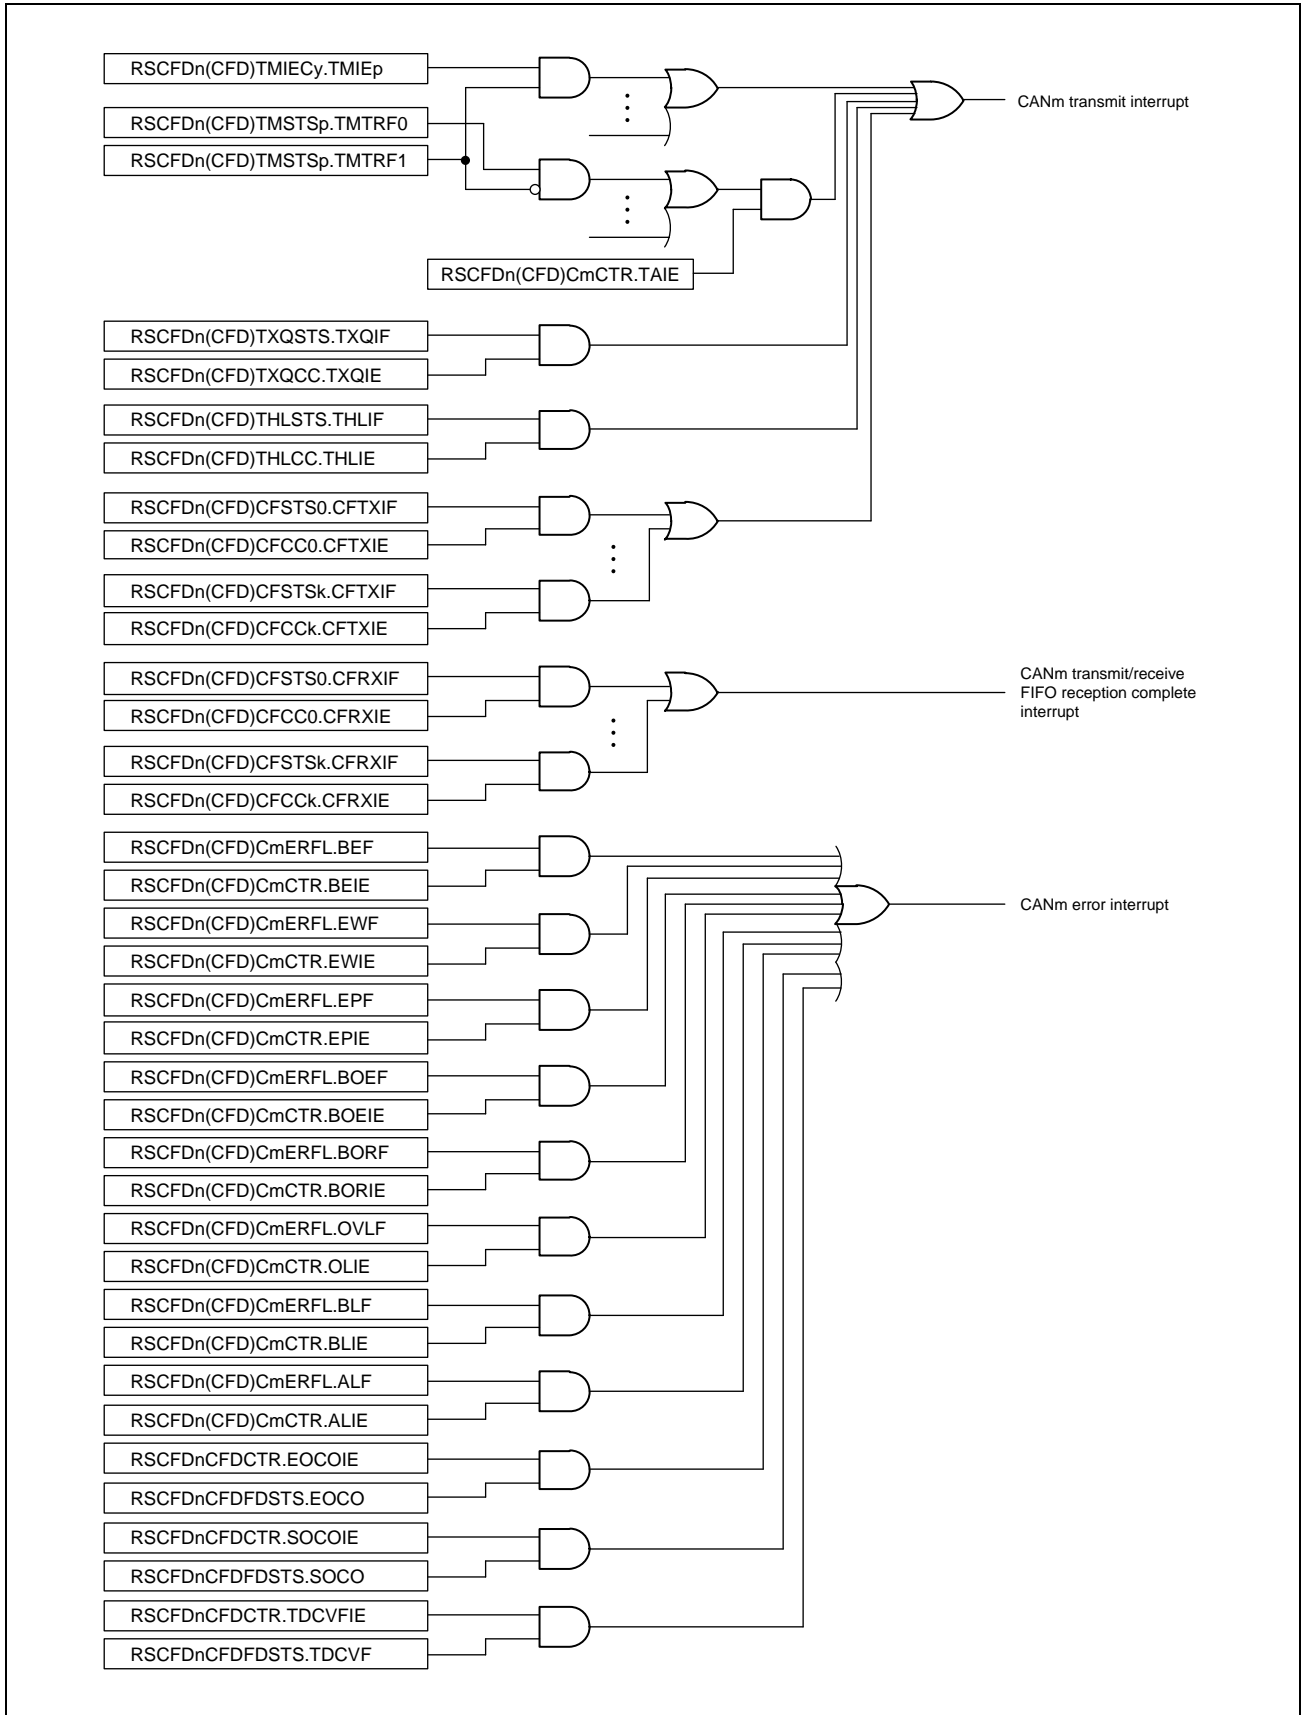 RSCFDn(CFD)TMIECy.TMIEp
RSCFDn(CFD)TMSTSp.TMTRF0
RSCFDn(CFD)TMSTSp.TMTRF1
CANm transmit interrupt
RSCFDn(CFD)CmCTR.TAIE
RSCFDn(CFD)TXQSTS.TXQIF
RSCFDn(CFD)TXQCC.TXQIE
RSCFDn(CFD)THLSTS.THLIF
RSCFDn(CFD)THLCC.THLIE
RSCFDn(CFD)CFSTS0.CFTXIF
RSCFDn(CFD)CFCC0.CFTXIE
RSCFDn(CFD)CFSTSk.CFTXIF
RSCFDn(CFD)CFCCk.CFTXIE
RSCFDn(CFD)CFSTS0.CFRXIF
RSCFDn(CFD)CFCC0.CFRXIE
RSCFDn(CFD)CFSTSk.CFRXIF
RSCFDn(CFD)CFCCk.CFRXIE
CANm transmit/receive
FIFO reception complete
interrupt
RSCFDn(CFD)CmERFL.BEF
RSCFDn(CFD)CmCTR.BEIE
RSCFDn(CFD)CmERFL.EWF
RSCFDn(CFD)CmCTR.EWIE
RSCFDn(CFD)CmERFL.EPF
RSCFDn(CFD)CmCTR.EPIE
RSCFDn(CFD)CmERFL.BOEF
RSCFDn(CFD)CmCTR.BOEIE
RSCFDn(CFD)CmERFL.BORF
RSCFDn(CFD)CmCTR.BORIE
RSCFDn(CFD)CmERFL.OVLF
RSCFDn(CFD)CmCTR.OLIE
RSCFDn(CFD)CmERFL.BLF
RSCFDn(CFD)CmCTR.BLIE
RSCFDn(CFD)CmERFL.ALF
RSCFDn(CFD)CmCTR.ALIE
RSCFDnCFDCTR.EOCOIE
RSCFDnCFDFDSTS.EOCO
RSCFDnCFDCTR.SOCOIE
RSCFDnCFDFDSTS.SOCO
RSCFDnCFDCTR.TDCVFIE
RSCFDnCFDFDSTS.TDCVF
CANm error interrupt